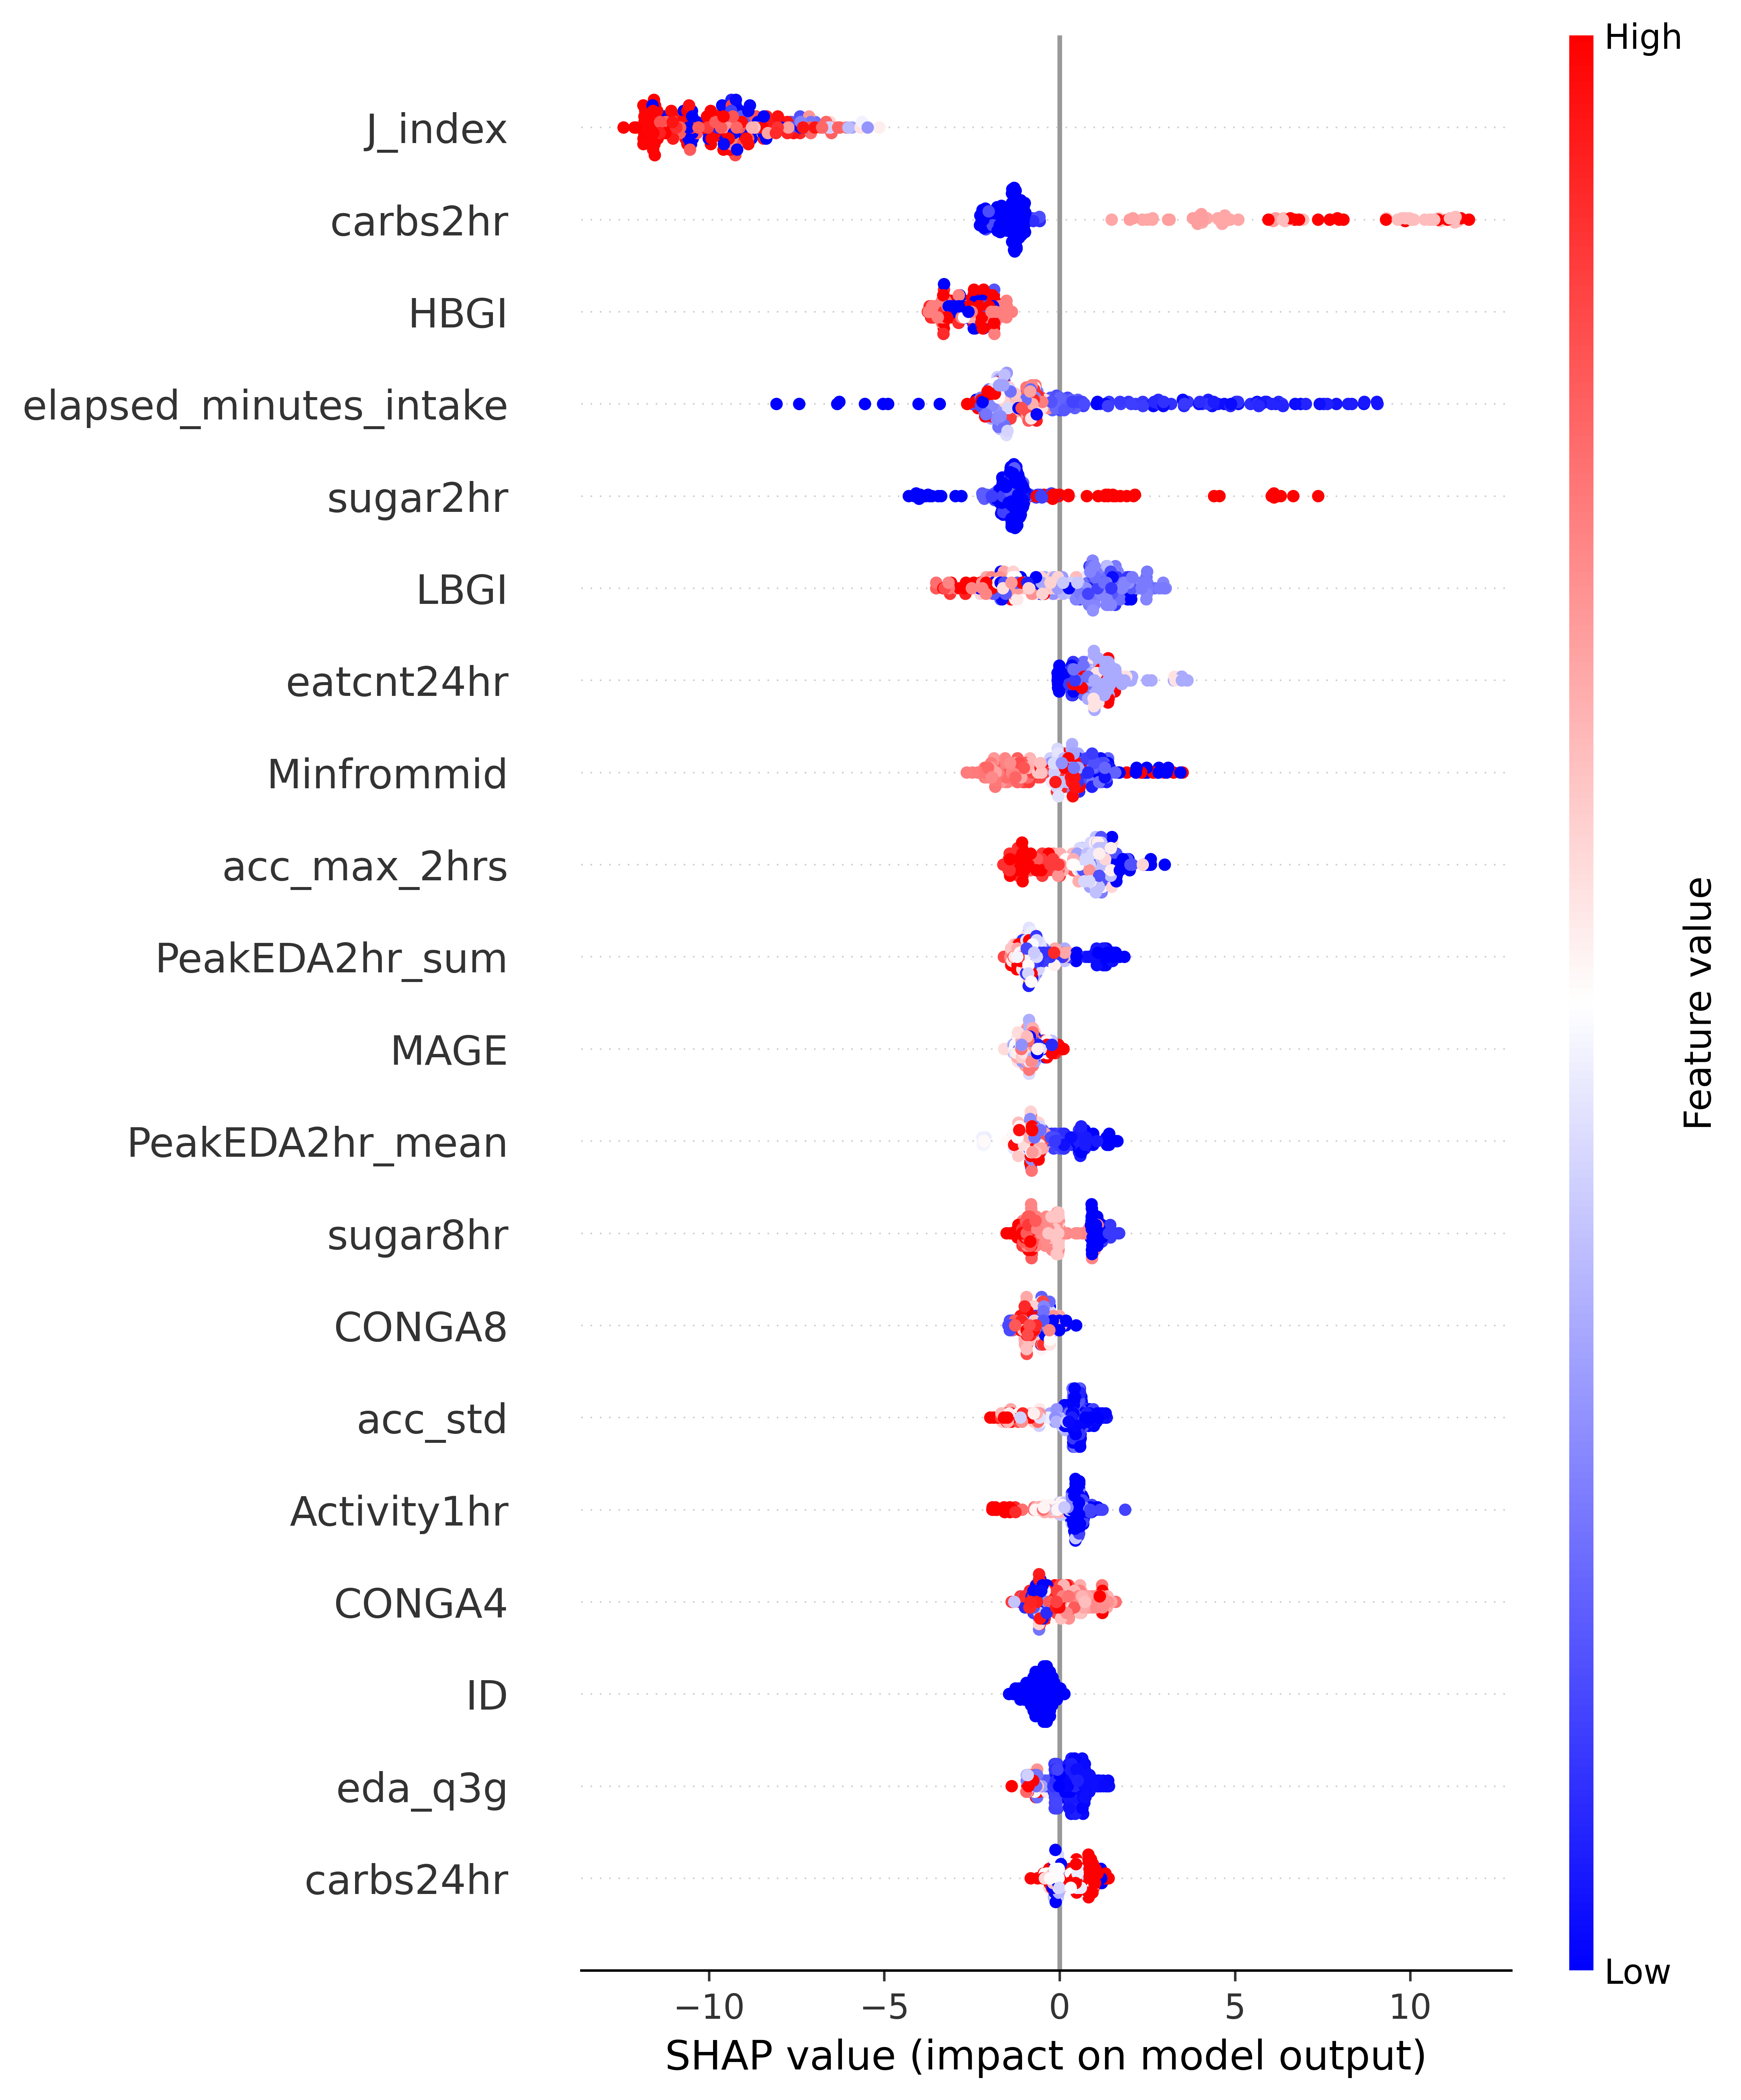 High
J_index
carbs2hr
HBGI
elapsed_minutes_intake
sugar2hr
LBGI
eatcnt24hr
Minfrommid
acc_max_2hrs
PeakEDA2hr_sum
MAGE
PeakEDA2hr_mean
sugar8hr
CONGA8
acc_std
Activity1hr
CONGA4
ID
eda_q3g
carbs24hr
Feature value
Low
−10 −5 0 5 10
SHAP value (impact on model output)